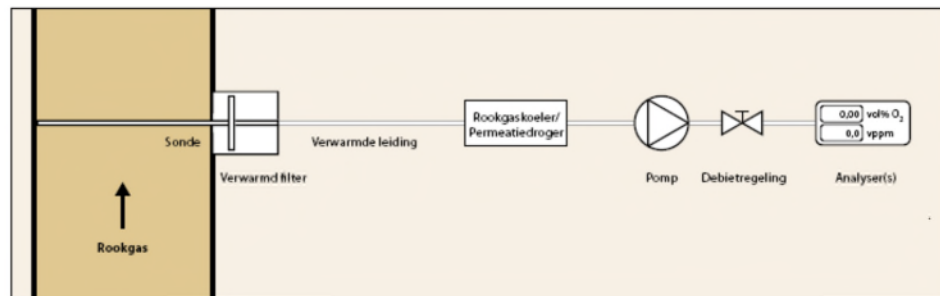 Rookgaskoeler/
Permeatiedroger
0,00 vol% O₂
0,0 vppm
Sonde
Verwarmde leiding
Verwarmd filter
Pomp
Debietregeling
Analyser(s)
Rookgas